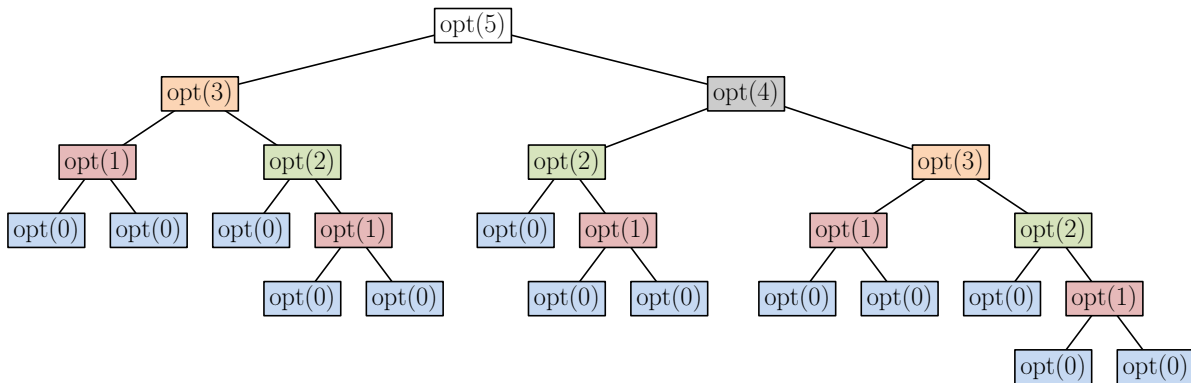 opt(5)
opt(3) opt(4)
opt(1) opt(2) opt(2) opt(3)
opt(0) opt(0) opt(0) opt(1) opt(0) opt(1) opt(1) opt(2)
opt(0) opt(0) opt(0) opt(0) opt(0) opt(0) opt(0) opt(1)
opt(0) opt(0)